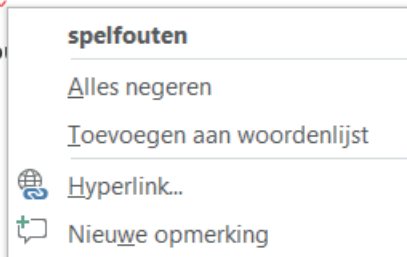 spelfouten
Alles negeren
Toevoegen aan woordenlijst
Hyperlink...
Nieuwe opmerking